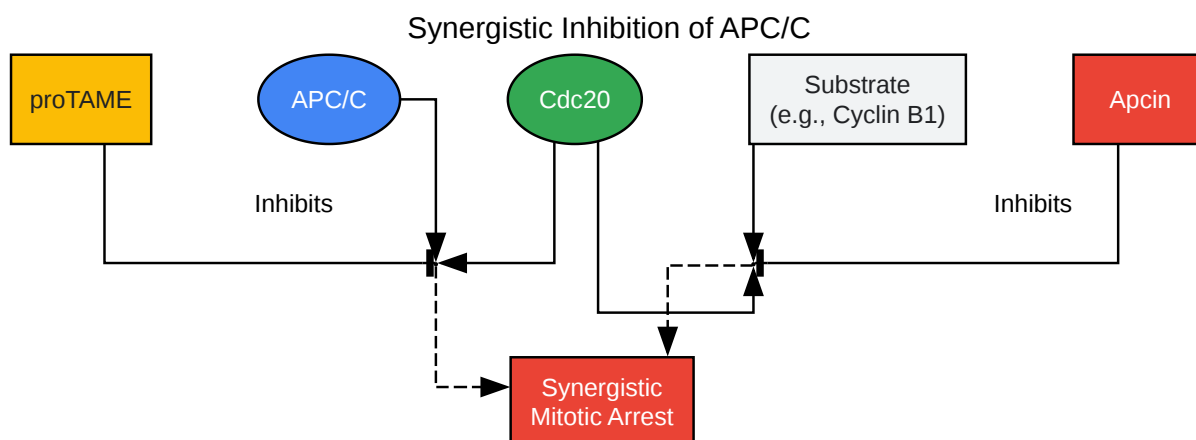 Synergistic Inhibition of APC/C
proTAME
APC/C
Cdc20
Substrate
(e.g., Cyclin B1)
Apcin
Inhibits
Inhibits
Synergistic
Mitotic Arrest